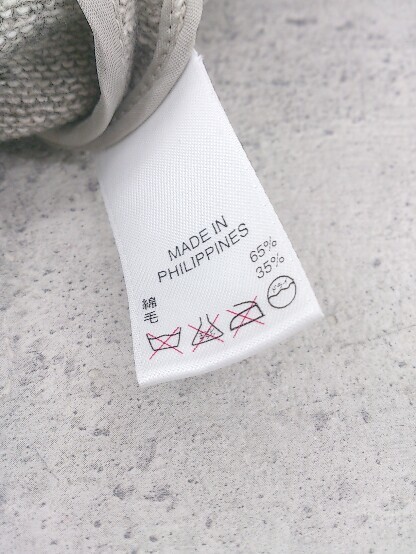 MADE IN
PHILIPPINES
綿 65%
毛 35%